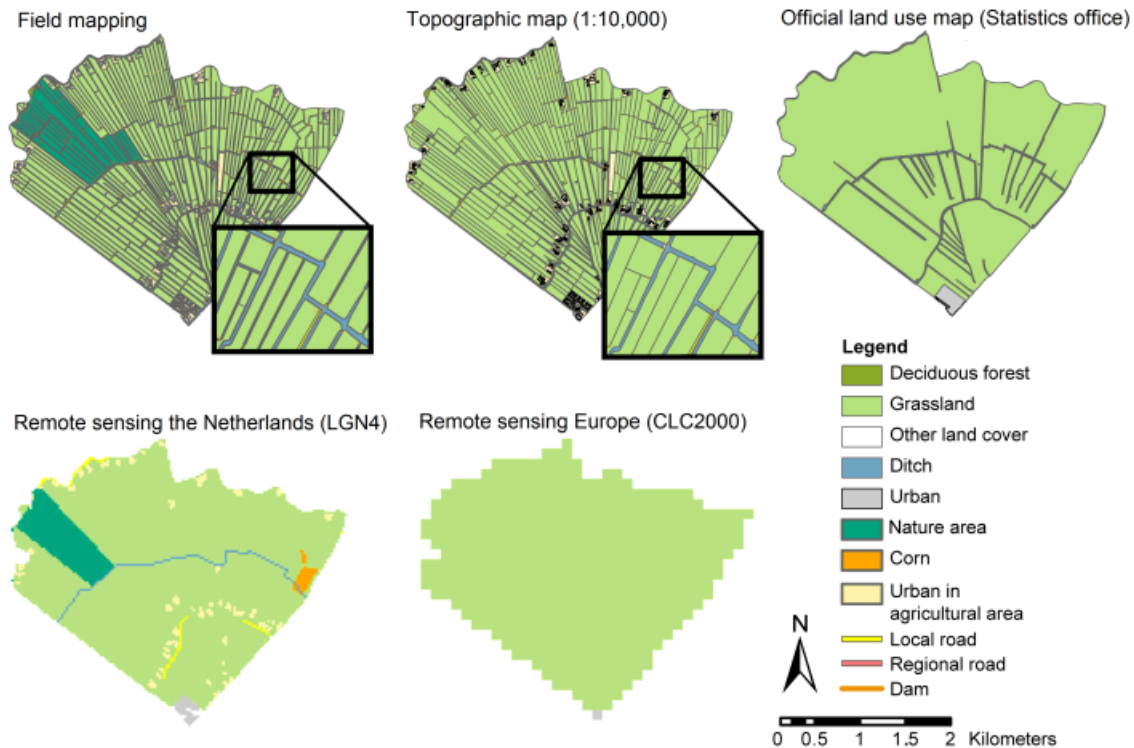 Field mapping
Topographic map (1:10,000)
Official land use map (Statistics office)
Legend
Deciduous forest
Grassland
Other land cover
Ditch
Urban
Nature area
Corn
Urban in
agricultural area
Local road
Regional road
Dam
Remote sensing the Netherlands (LGN4)
Remote sensing Europe (CLC2000)
N
0 0.5 1 1.5 2 Kilometers